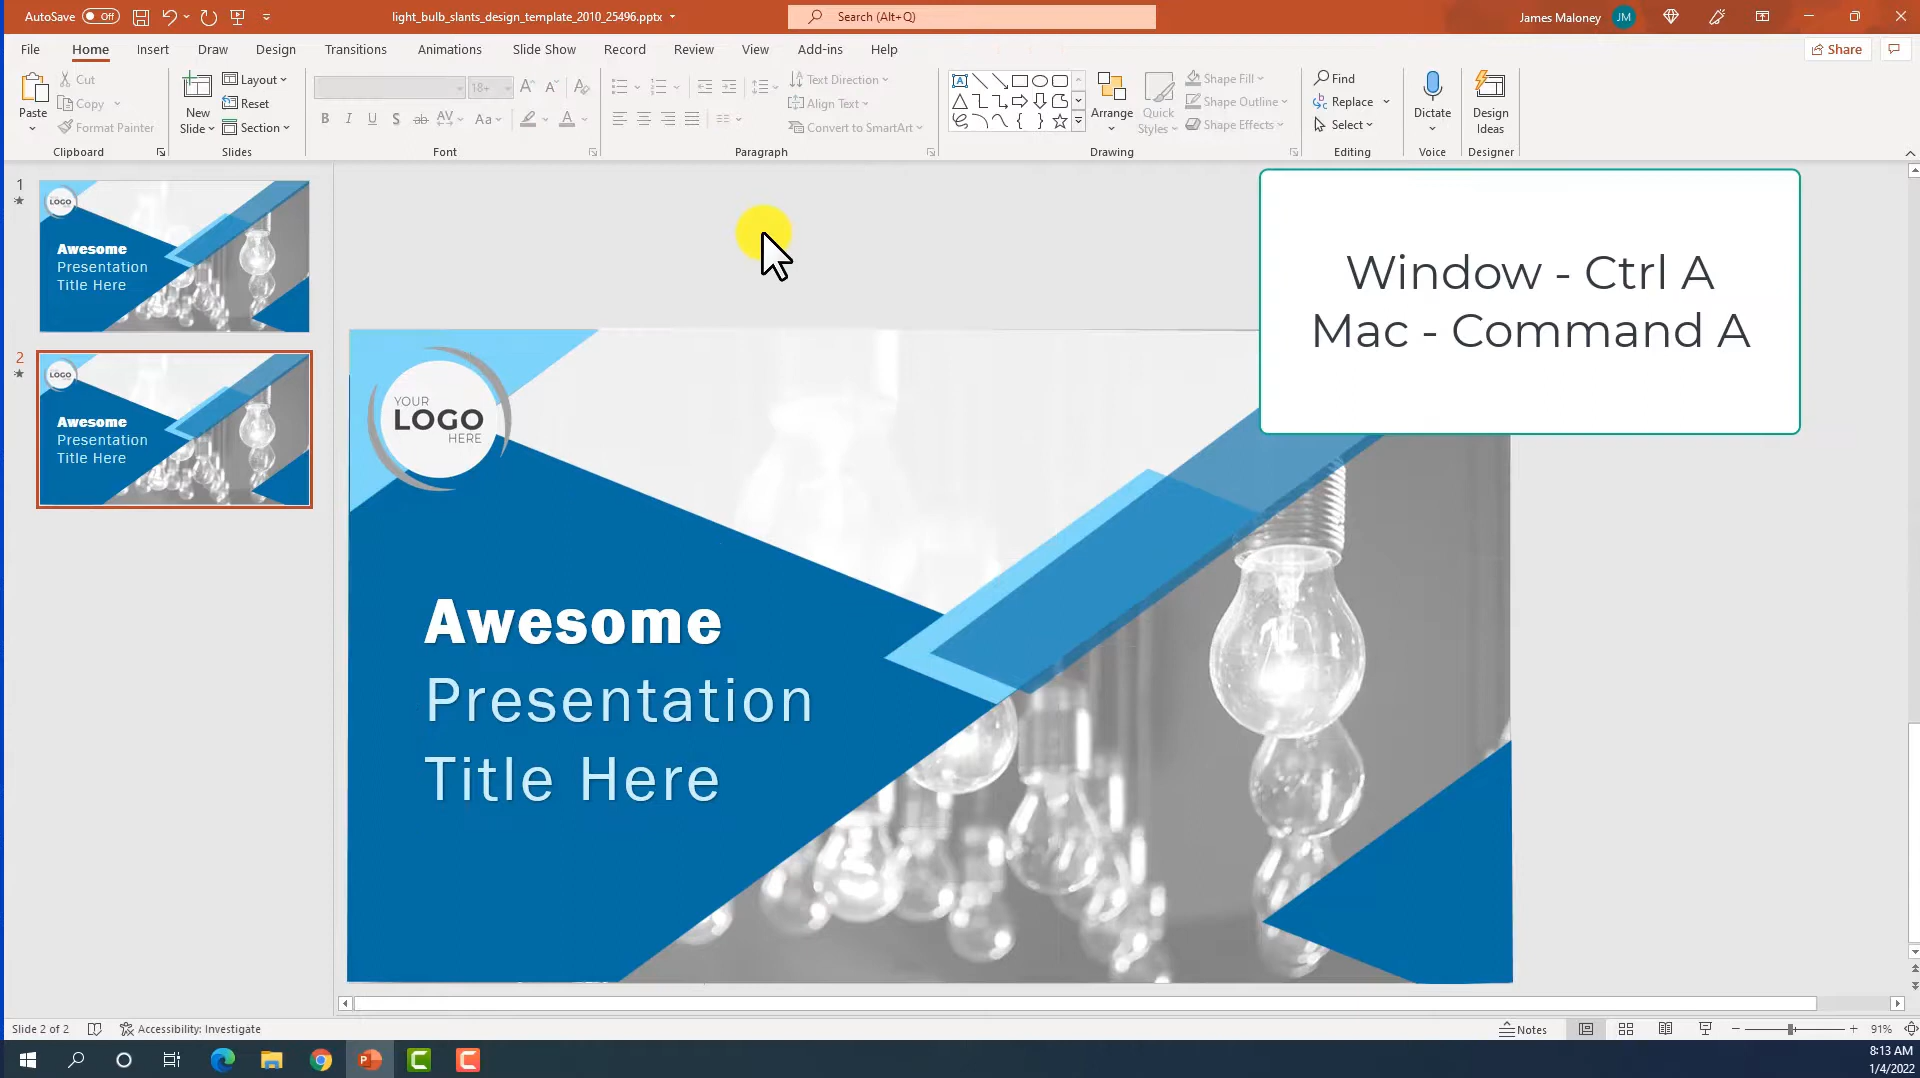 AutoSave Off
light_bulb_slants_design_template_2010_25496.pptx
Search (Alt+Q)
James Maloney JM
File Home Insert Draw Design Transitions Animations Slide Show Record Review View Add-ins Help
Share
Paste
Cut
Copy
Format Painter
Clipboard
New
Slide
Layout
Reset
Section
Slides
18+
B I U S ab AV Aa A
Font
Text Direction
Align Text
Convert to SmartArt
Paragraph
Arrange
Quick
Styles
Shape Fill
Shape Outline
Shape Effects
Drawing
Find
Replace
Select
Editing
Dictate
Voice
Design
Ideas
Designer
1
LOGO
Awesome
Presentation
Title Here
2
LOGO
Awesome
Presentation
Title Here
Window - Ctrl A
Mac - Command A
YOUR
LOGO
HERE
Awesome
Presentation
Title Here
Slide 2 of 2
Accessibility: Investigate
Notes
91%
8:13 AM
1/4/2022